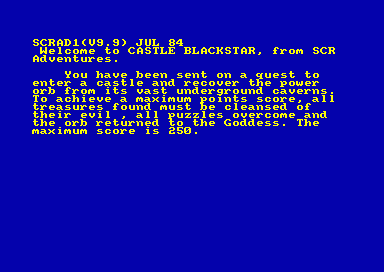 SCRAD1(V9.9) JUL 84
Welcome to CASTLE BLACKSTAR, from SCR
Adventures.
You have been sent on a quest to
enter a castle and recover the power
orb from its vast underground caverns.
To achieve a maximum points score, all
treasures found must be cleansed of
their evil , all puzzles overcome and
the orb returned to the Goddess. The
maximum score is 250.